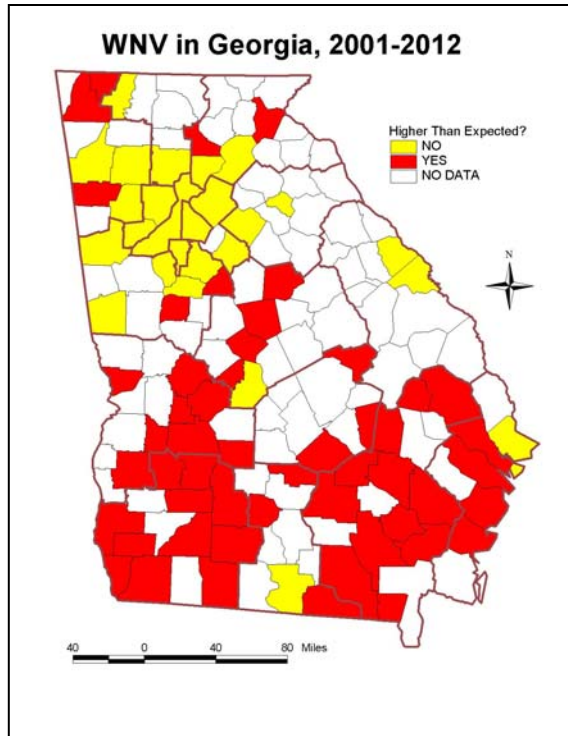 WNV in Georgia, 2001-2012
Higher Than Expected?
NO
YES
NO DATA
N
40 0 40 80 Miles